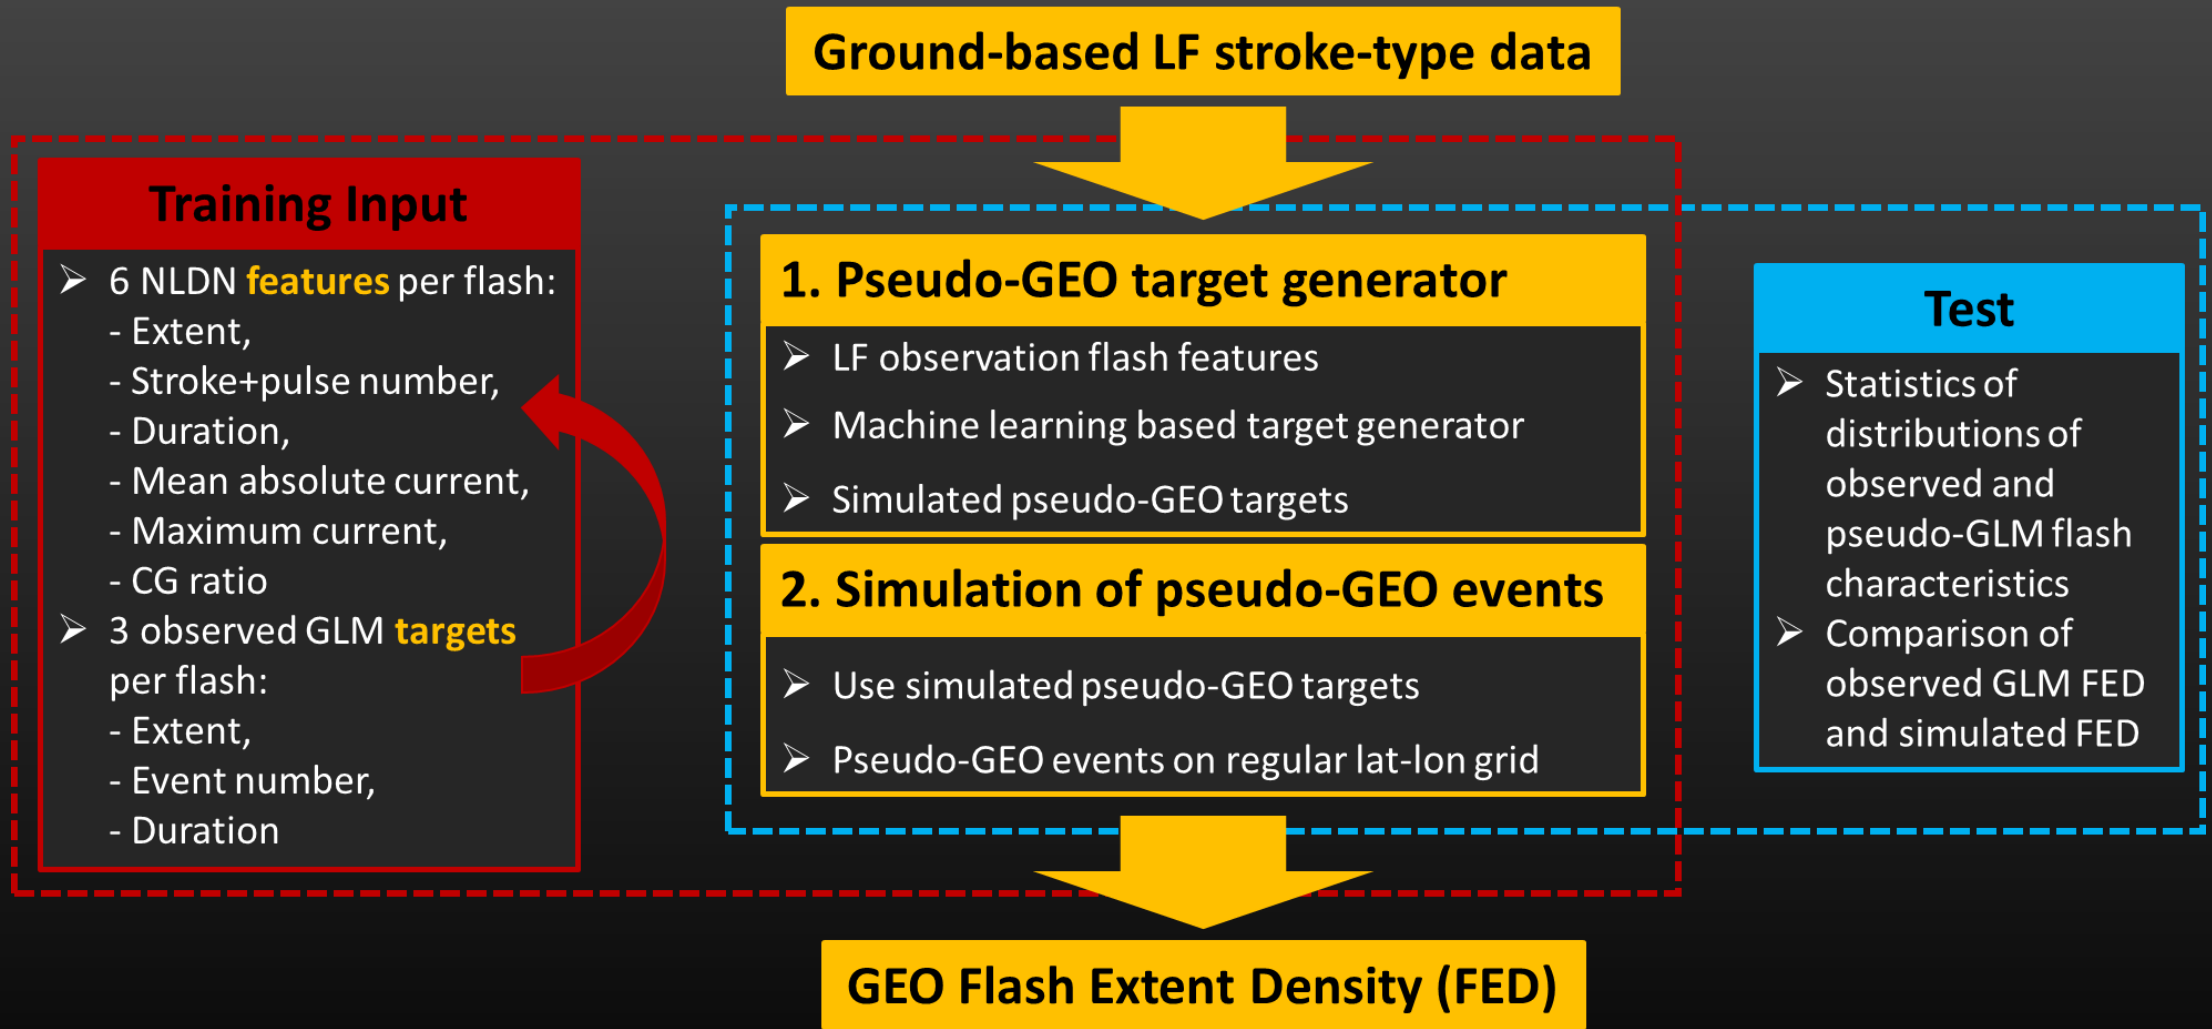 Ground-based LF stroke-type data
Training Input
➢ 6 NLDN features per flash:
- Extent,
- Stroke+pulse number,
- Duration,
- Mean absolute current,
- Maximum current,
- CG ratio
➢ 3 observed GLM targets
per flash:
- Extent,
- Event number,
- Duration
1. Pseudo-GEO target generator
➢ LF observation flash features
➢ Machine learning based target generator
➢ Simulated pseudo-GEO targets
2. Simulation of pseudo-GEO events
➢ Use simulated pseudo-GEO targets
➢ Pseudo-GEO events on regular lat-lon grid
Test
➢ Statistics of
distributions of
observed and
pseudo-GLM flash
characteristics
➢ Comparison of
observed GLM FED
and simulated FED
GEO Flash Extent Density (FED)